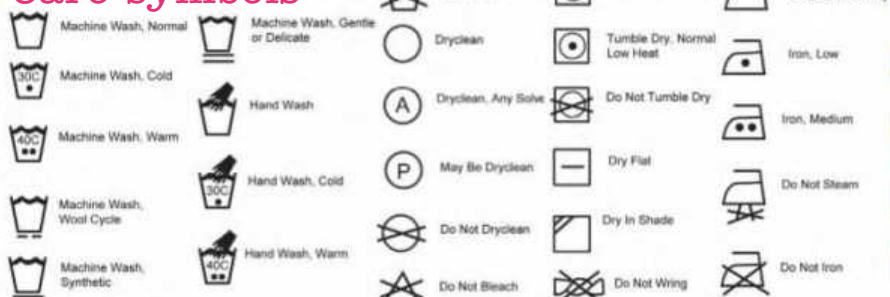 care symbols
Machine Wash, Normal
30C
Machine Wash, Cold
40C
Machine Wash, Warm
Machine Wash,
Wool Cycle
Machine Wash,
Synthetic
Machine Wash, Gentle
or Delicate
Hand Wash
30C
Hand Wash, Cold
40C
Hand Wash, Warm
Dryclean
A
Dryclean, Any Solve
P
May Be Dryclean
Do Not Dryclean
Do Not Bleach
Tumble Dry, Normal
Low Heat
Do Not Tumble Dry
Dry Flat
Dry In Shade
Do Not Wring
Iron, Low
Iron, Medium
Do Not Steam
Do Not Iron